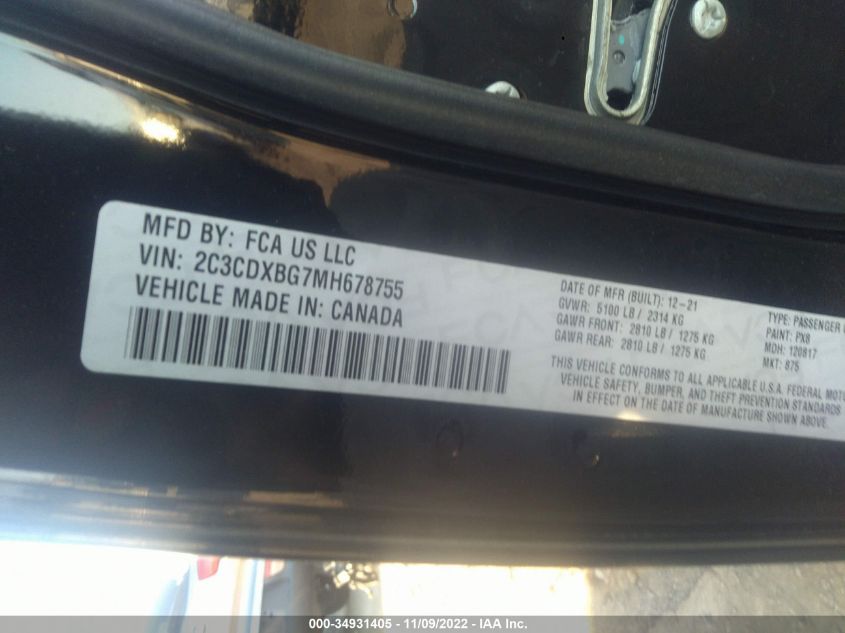 MFD BY: FCA US LLC
VIN: 2C3CDXBG7MH678755
VEHICLE MADE IN: CANADA
DATE OF MFR (BUILT): 12-21
GVWR: 5100 LB / 2314 KG
GAWR FRONT: 2810 LB / 1275 KG
GAWR REAR: 2810 LB / 1275 KG
TYPE: PASSENGER
PAINT: PX8
MDH: 120817
MKT: 875
THIS VEHICLE CONFORMS TO ALL APPLICABLE U.S.A. FEDERAL MOTO
VEHICLE SAFETY, BUMPER, AND THEFT PREVENTION STANDARDS
IN EFFECT ON THE DATE OF MANUFACTURE SHOWN ABOVE.
000-34931405 - 11/09/2022 - IAA Inc.